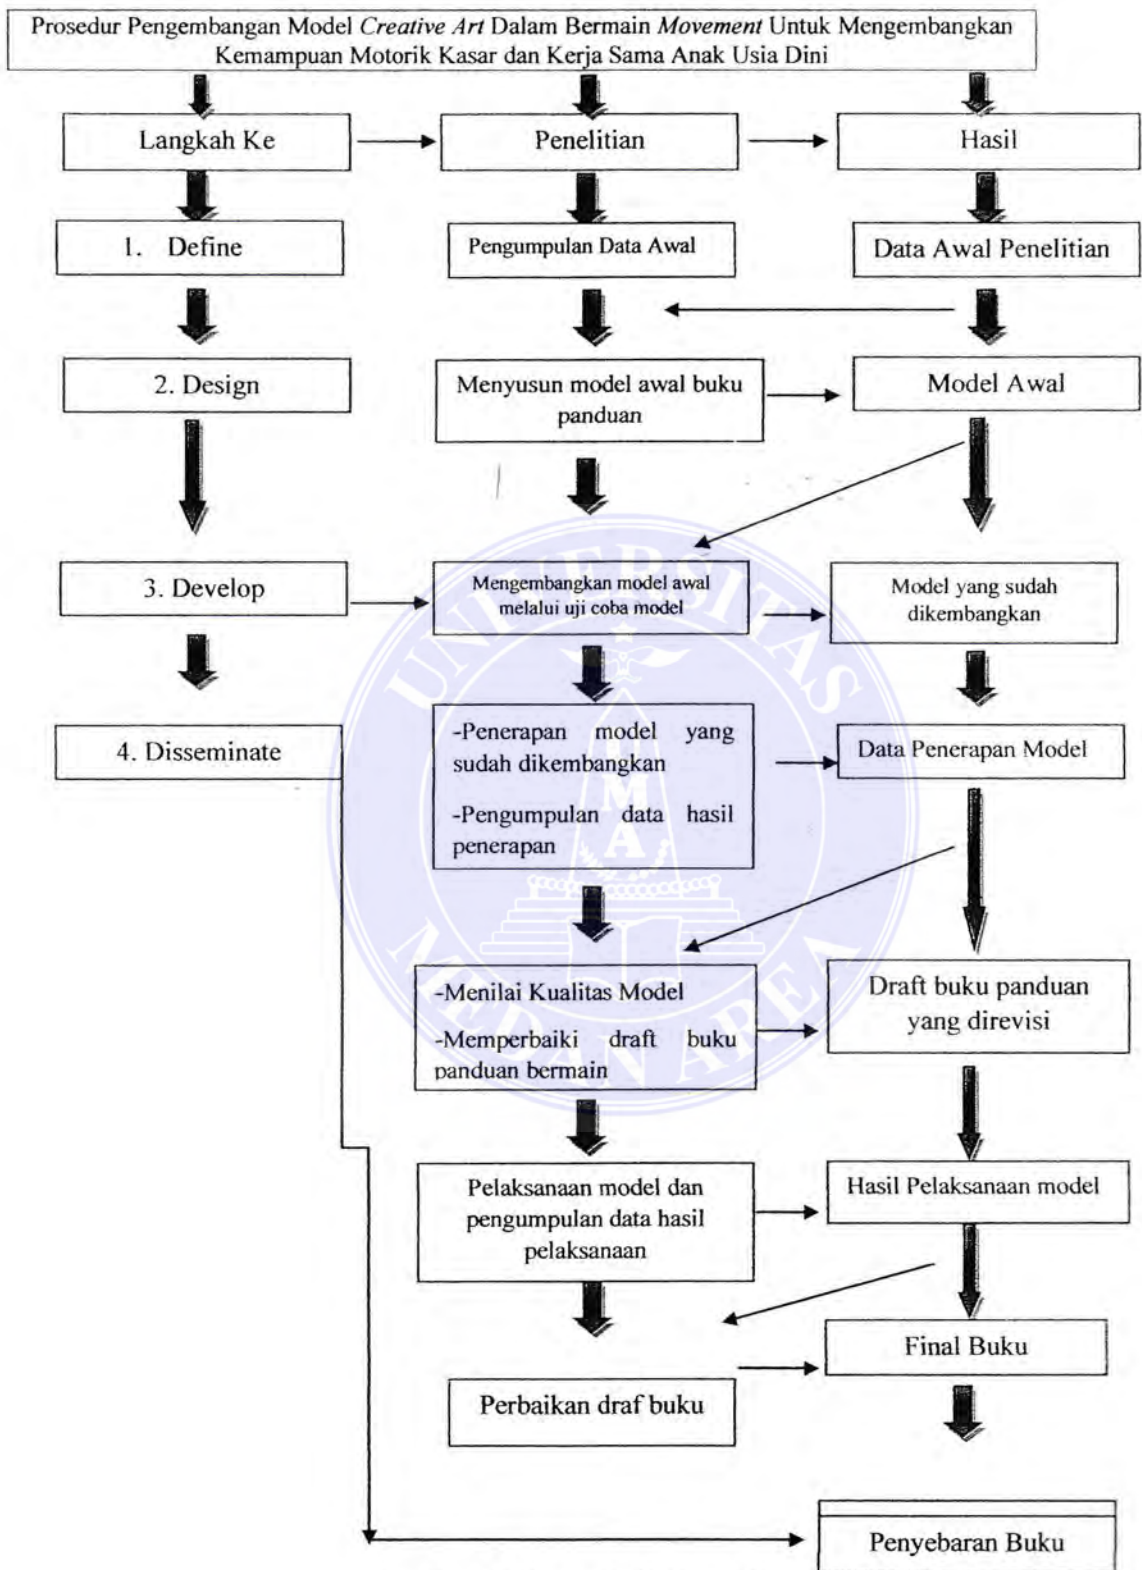 Prosedur Pengembangan Model Creative Art Dalam Bermain Movement Untuk Mengembangkan
Kemampuan Motorik Kasar dan Kerja Sama Anak Usia Dini
Langkah Ke
Penelitian
Hasil
1. Define
Pengumpulan Data Awal
Data Awal Penelitian
2. Design
Menyusun model awal buku
panduan
Model Awal
3. Develop
Mengembangkan model awal
melalui uji coba model
Model yang sudah
dikembangkan
4. Disseminate
-Penerapan model yang
sudah dikembangkan
-Pengumpulan data hasil
penerapan
Data Penerapan Model
-Menilai Kualitas Model
-Memperbaiki draft buku
panduan bermain
Draft buku panduan
yang direvisi
Pelaksanaan model dan
pengumpulan data hasil
pelaksanaan
Hasil Pelaksanaan model
Perbaikan draf buku
Final Buku
Penyebaran Buku
UNIVERSITAS
MEDAN AREA
UMA